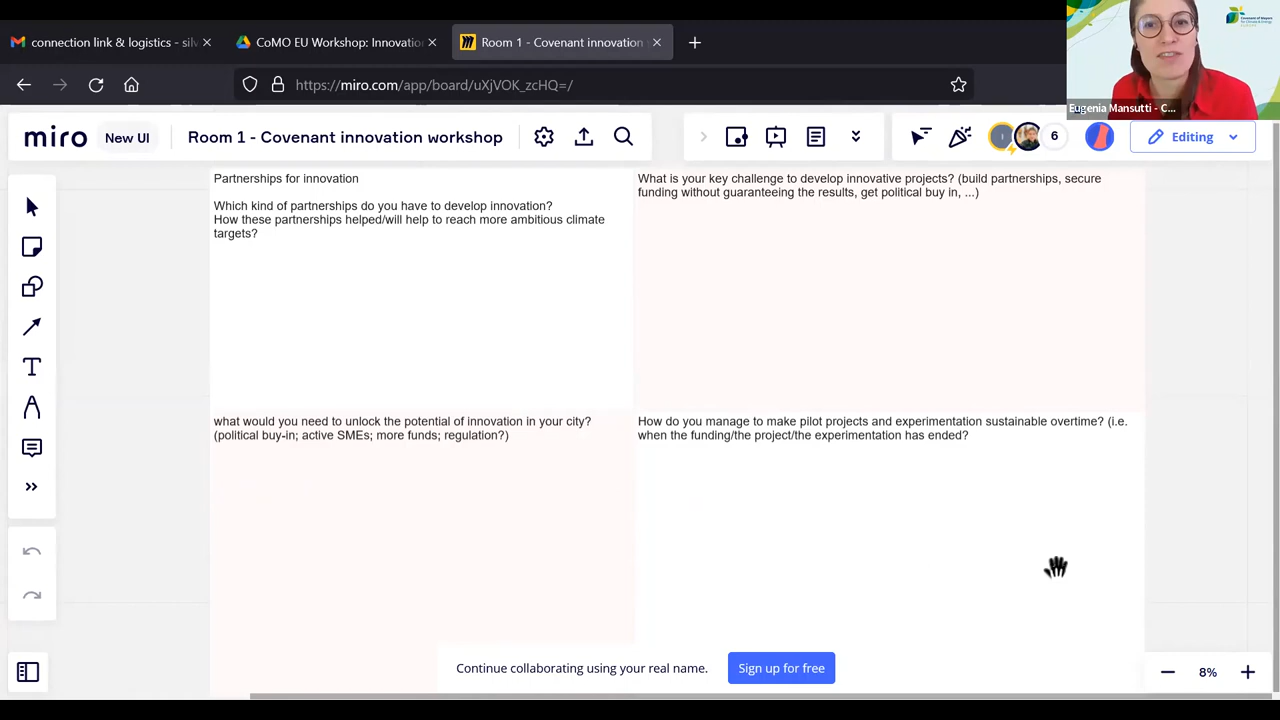 connection link & logistics - silv
CoMO EU Workshop: Innovation
Room 1 - Covenant innovation
https://miro.com/app/board/uXjVOK_zcHQ=/
Eugenia Mansutti - C...
miro
New UI
Room 1 - Covenant innovation workshop
6
Editing
Partnerships for innovation
Which kind of partnerships do you have to develop innovation?
How these partnerships helped/will help to reach more ambitious climate
targets?
What is your key challenge to develop innovative projects? (build partnerships, secure
funding without guaranteeing the results, get political buy in, ...)
what would you need to unlock the potential of innovation in your city?
(political buy-in; active SMEs; more funds; regulation?)
How do you manage to make pilot projects and experimentation sustainable overtime? (i.e.
when the funding/the project/the experimentation has ended?
Continue collaborating using your real name.
Sign up for free
8%